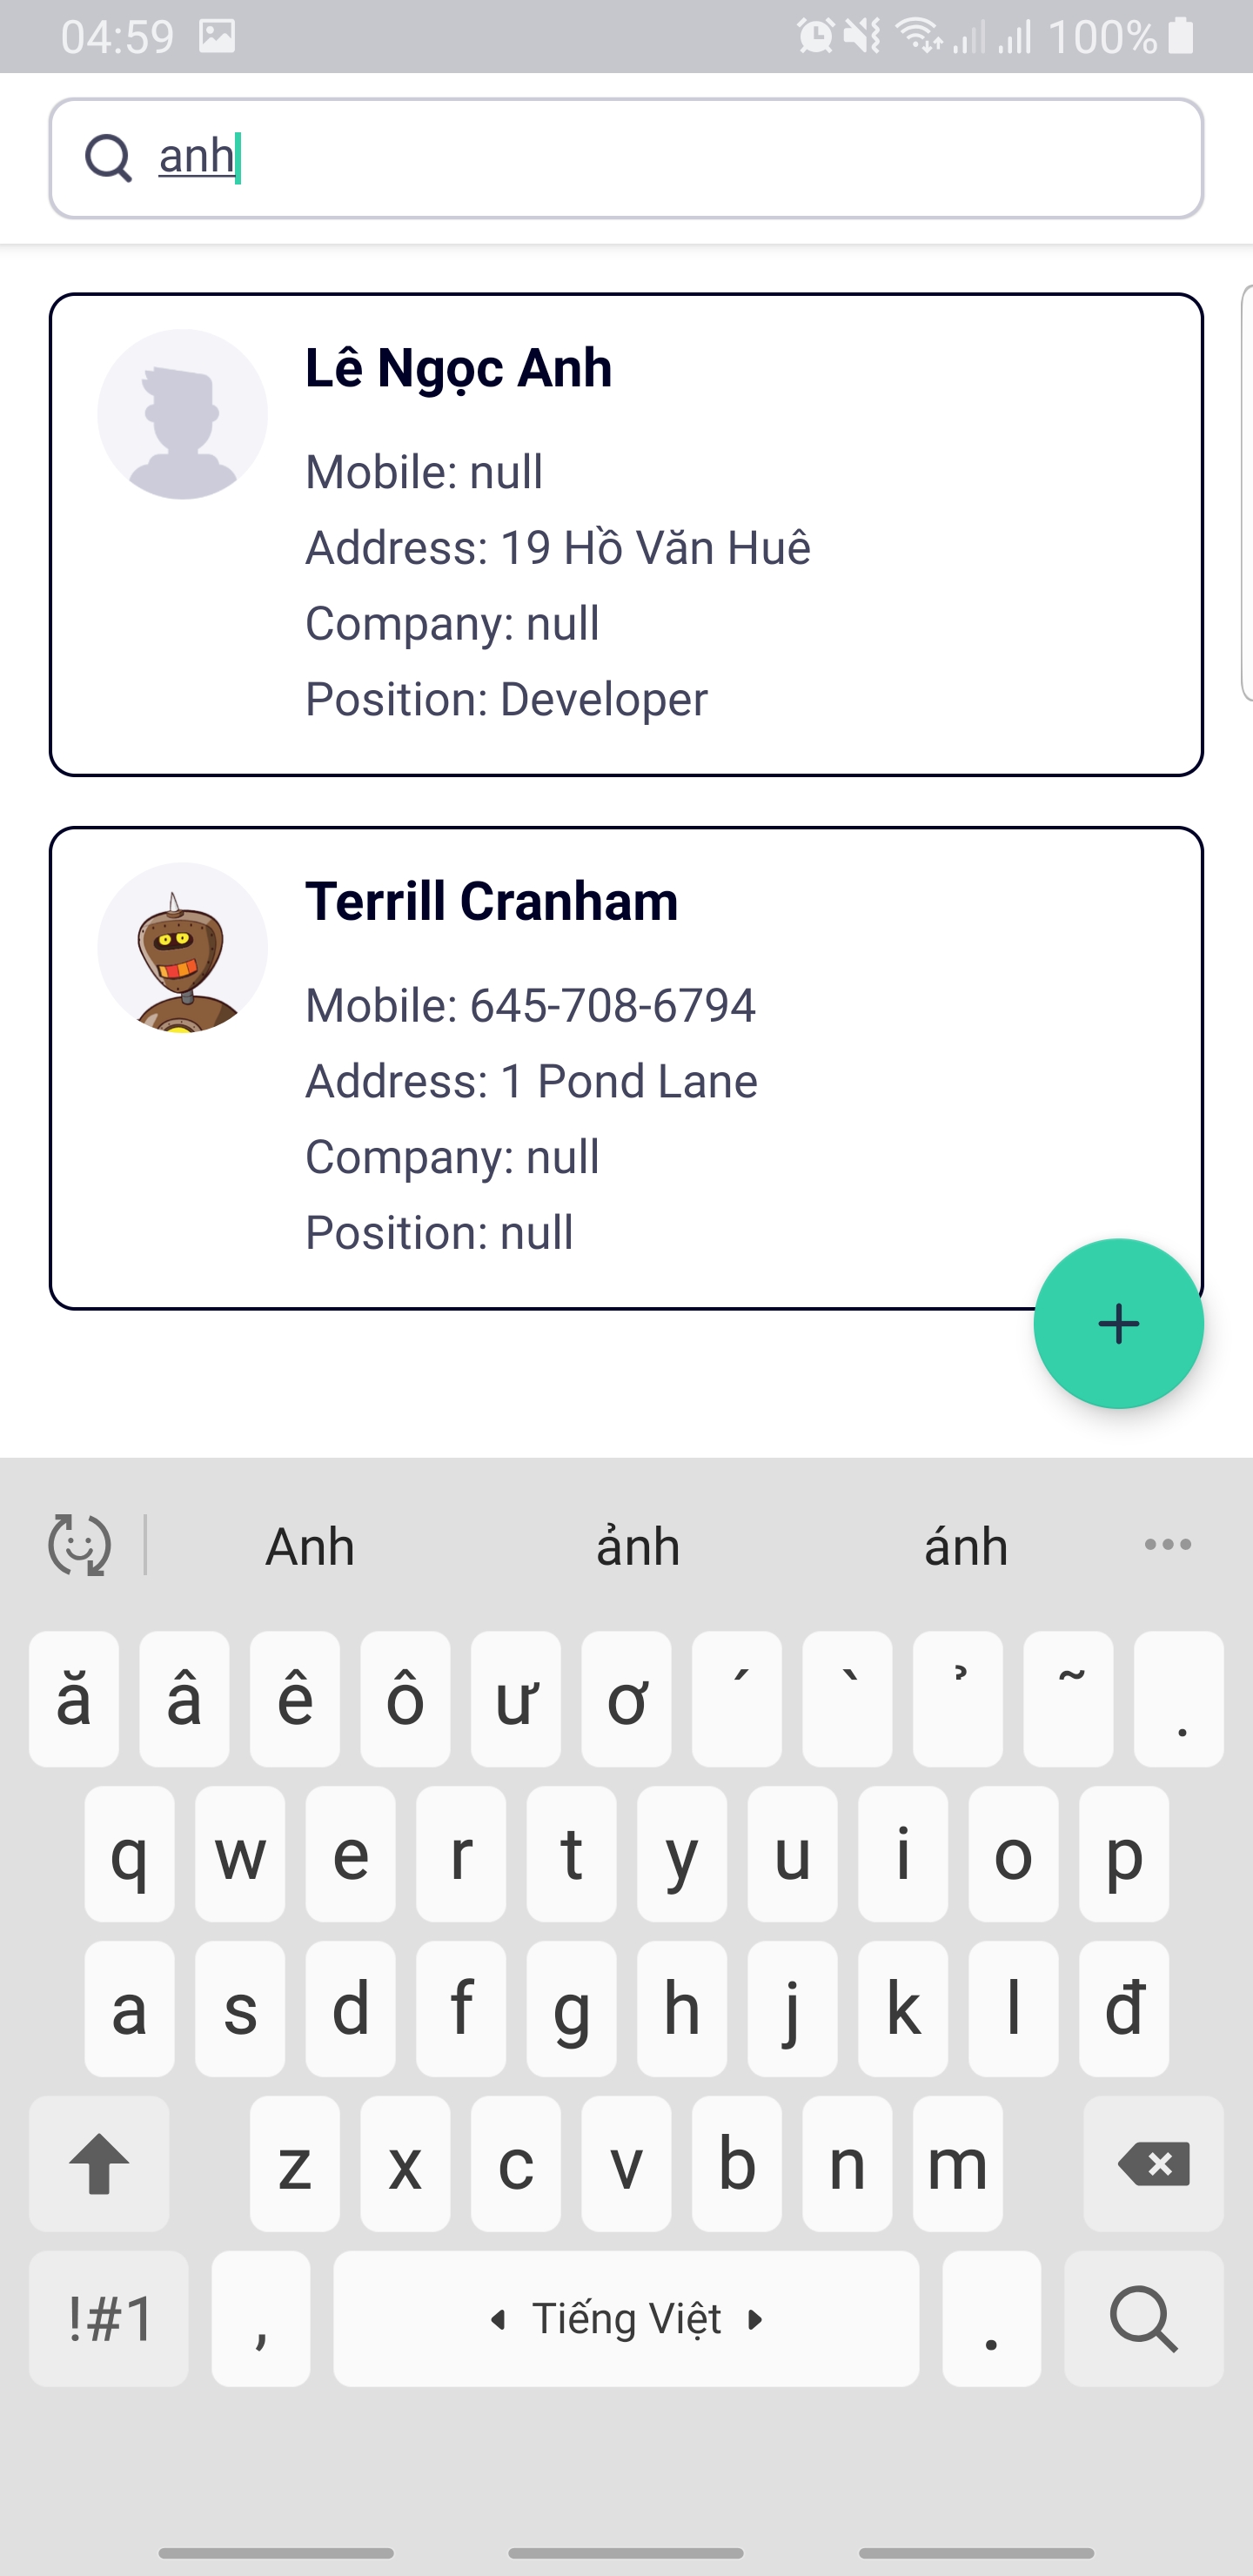 04:59 100%
anh
Lê Ngọc Anh
Mobile: null
Address: 19 Hồ Văn Huê
Company: null
Position: Developer
Terrill Cranham
Mobile: 645-708-6794
Address: 1 Pond Lane
Company: null
Position: null
+
Anh ảnh ánh •••
ă â ê ô ư ơ ´ ` ̉ ˜ .
q w e r t y u i o p
a s d f g h j k l đ
z x c v b n m
!#1 , Tiếng Việt .